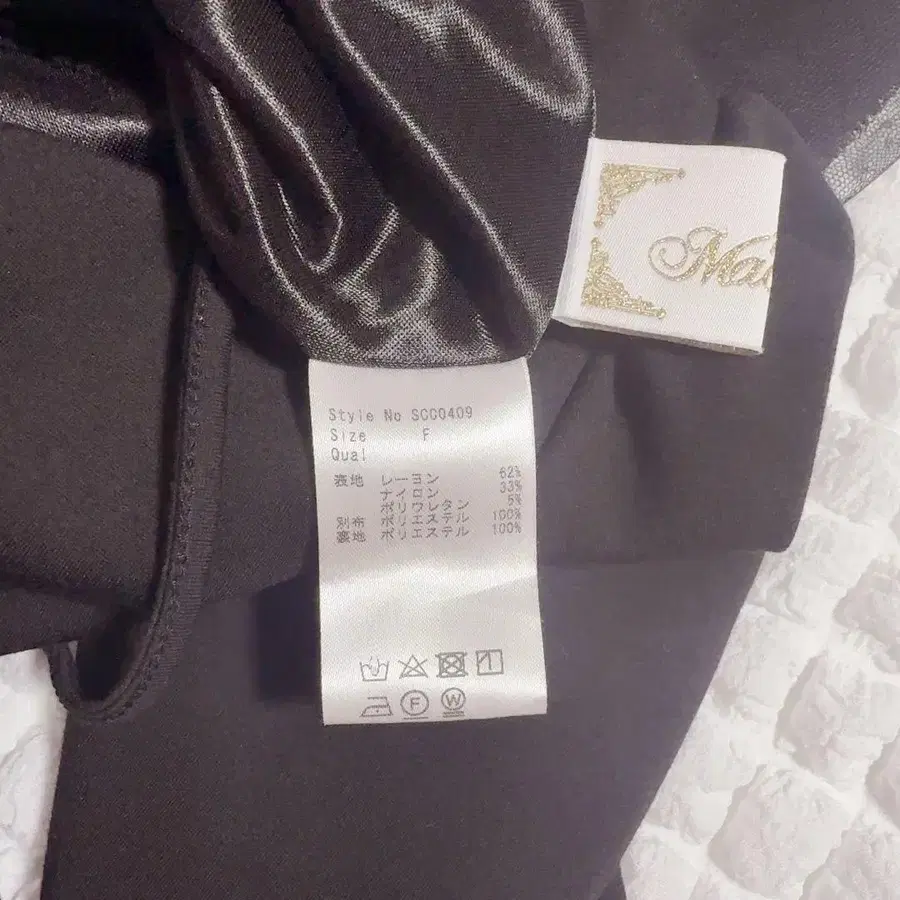 Style No SCC0409
Size F
Qual
表地 レーヨン 62%
ナイロン 33%
ポリウレタン 5%
別布 ポリエステル 100%
裏地 ポリエステル 100%
F W